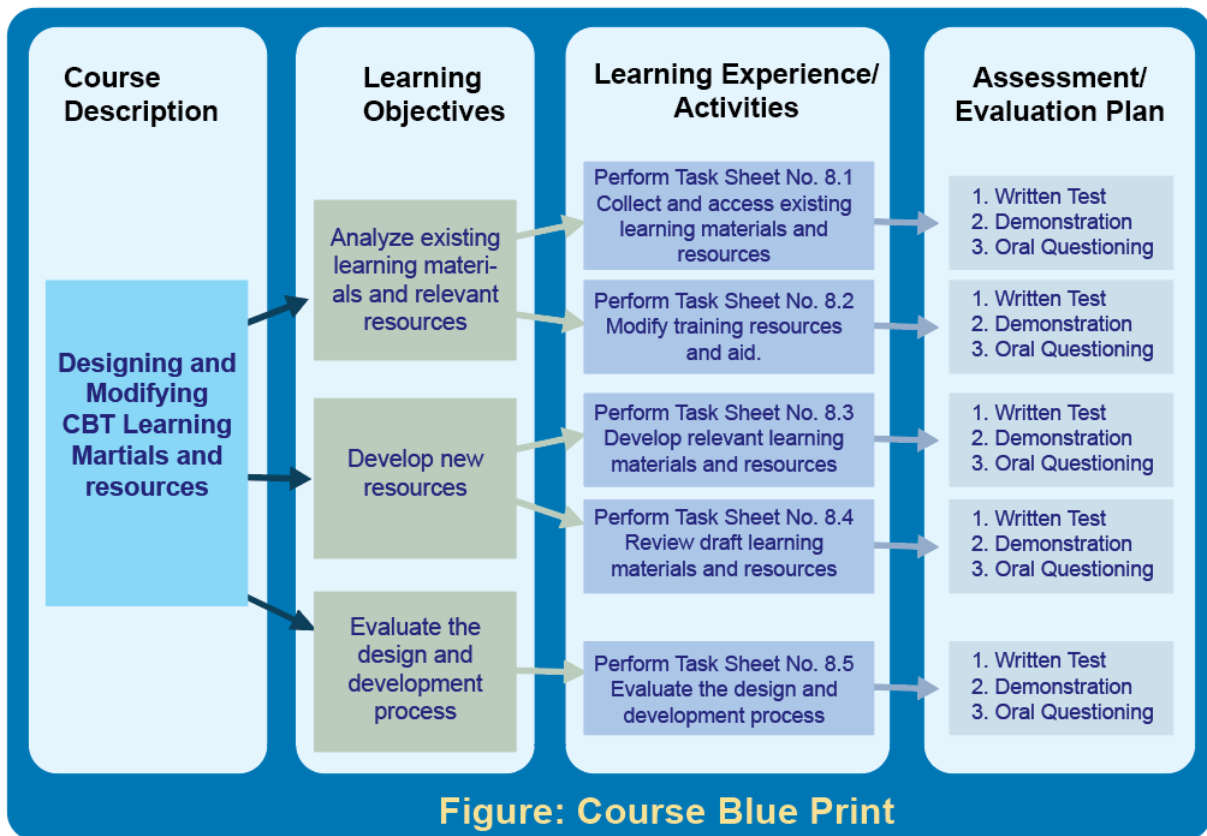 Course
Description
Learning
Objectives
Learning Experience/
Activities
Assessment/
Evaluation Plan
Designing and
Modifying
CBT Learning
Martials and
resources
Analyze existing
learning materi-
als and relevant
resources
Develop new
resources
Evaluate the
design and
development
process
Perform Task Sheet No. 8.1
Collect and access existing
learning materials and
resources
Perform Task Sheet No. 8.2
Modify training resources
and aid.
Perform Task Sheet No. 8.3
Develop relevant learning
materials and resources
Perform Task Sheet No. 8.4
Review draft learning
materials and resources
Perform Task Sheet No. 8.5
Evaluate the design and
development process
1. Written Test
2. Demonstration
3. Oral Questioning
1. Written Test
2. Demonstration
3. Oral Questioning
1. Written Test
2. Demonstration
3. Oral Questioning
1. Written Test
2. Demonstration
3. Oral Questioning
1. Written Test
2. Demonstration
3. Oral Questioning
Figure: Course Blue Print